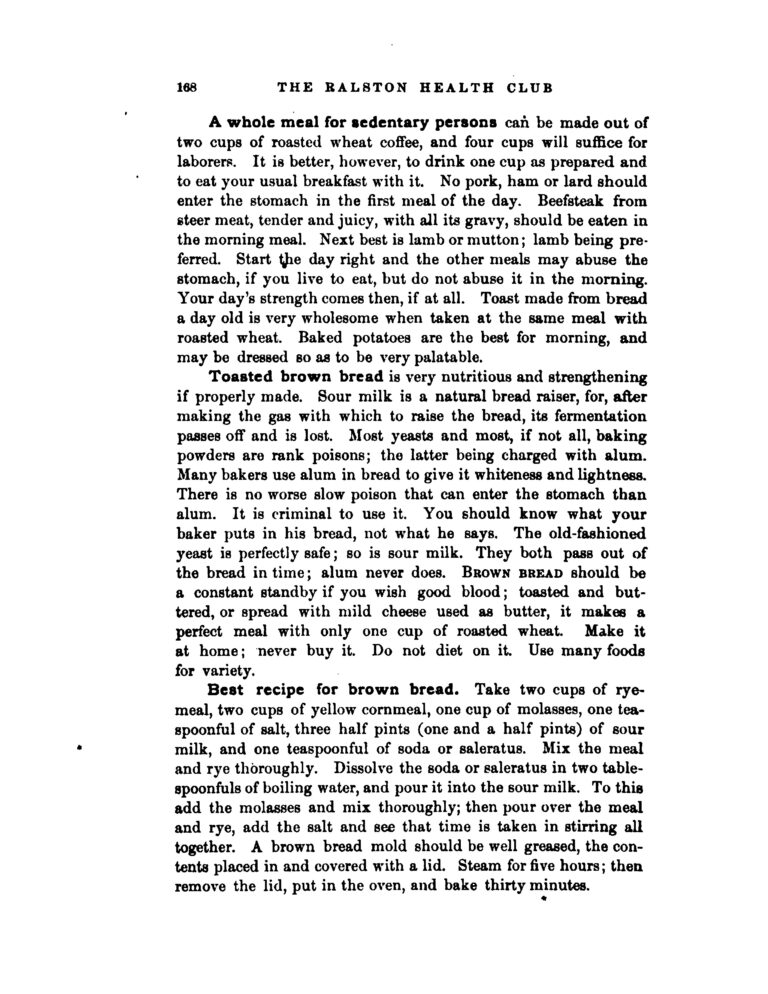 168 THE RALSTON HEALTH CLUB
A whole meal for sedentary persons can be made out of
two cups of roasted wheat coffee, and four cups will suffice for
laborers. It is better, however, to drink one cup as prepared and
to eat your usual breakfast with it. No pork, ham or lard should
enter the stomach in the first meal of the day. Beefsteak from
steer meat, tender and juicy, with all its gravy, should be eaten in
the morning meal. Next best is lamb or mutton; lamb being pre-
ferred. Start the day right and the other meals may abuse the
stomach, if you live to eat, but do not abuse it in the morning.
Your day's strength comes then, if at all. Toast made from bread
a day old is very wholesome when taken at the same meal with
roasted wheat. Baked potatoes are the best for morning, and
may be dressed so as to be very palatable.
Toasted brown bread is very nutritious and strengthening
if properly made. Sour milk is a natural bread raiser, for, after
making the gas with which to raise the bread, its fermentation
passes off and is lost. Most yeasts and most, if not all, baking
powders are rank poisons; the latter being charged with alum.
Many bakers use alum in bread to give it whiteness and lightness.
There is no worse slow poison that can enter the stomach than
alum. It is criminal to use it. You should know what your
baker puts in his bread, not what he says. The old-fashioned
yeast is perfectly safe; so is sour milk. They both pass out of
the bread in time; alum never does. BROWN BREAD should be
a constant standby if you wish good blood; toasted and but-
tered, or spread with mild cheese used as butter, it makes a
perfect meal with only one cup of roasted wheat. Make it
at home; never buy it. Do not diet on it. Use many foods
for variety.
Best recipe for brown bread. Take two cups of rye-
meal, two cups of yellow cornmeal, one cup of molasses, one tea-
spoonful of salt, three half pints (one and a half pints) of sour
milk, and one teaspoonful of soda or saleratus. Mix the meal
and rye thoroughly. Dissolve the soda or saleratus in two table-
spoonfuls of boiling water, and pour it into the sour milk. To this
add the molasses and mix thoroughly; then pour over the meal
and rye, add the salt and see that time is taken in stirring all
together. A brown bread mold should be well greased, the con-
tents placed in and covered with a lid. Steam for five hours; then
remove the lid, put in the oven, and bake thirty minutes.